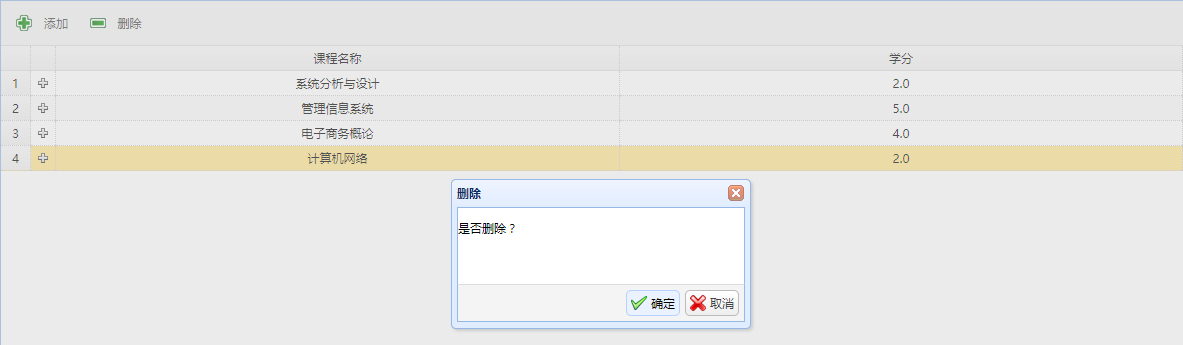 添加 删除
课程名称 学分
1 系统分析与设计 2.0
2 管理信息系统 5.0
3 电子商务概论 4.0
4 计算机网络 2.0
删除
是否删除？
确定 取消